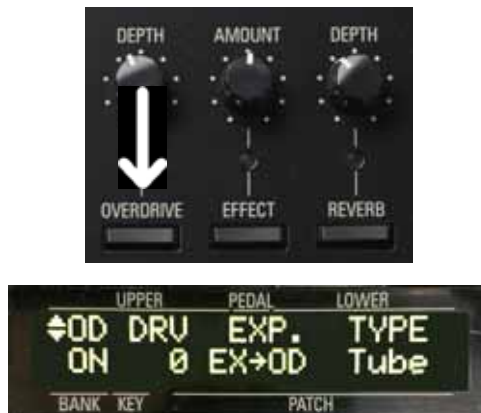 DEPTH AMOUNT DEPTH
OVERDRIVE EFFECT REVERB
UPPER PEDAL LOWER
OD DRV EXP. TYPE
ON 0 EX→OD Tube
BANK KEY PATCH